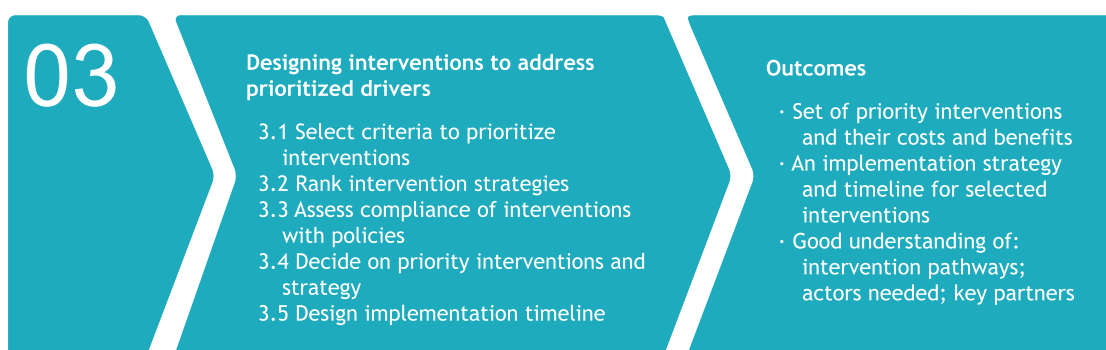 03
Designing interventions to address
prioritized drivers
3.1 Select criteria to prioritize
interventions
3.2 Rank intervention strategies
3.3 Assess compliance of interventions
with policies
3.4 Decide on priority interventions and
strategy
3.5 Design implementation timeline
Outcomes
· Set of priority interventions
and their costs and benefits
· An implementation strategy
and timeline for selected
interventions
· Good understanding of:
intervention pathways;
actors needed; key partners